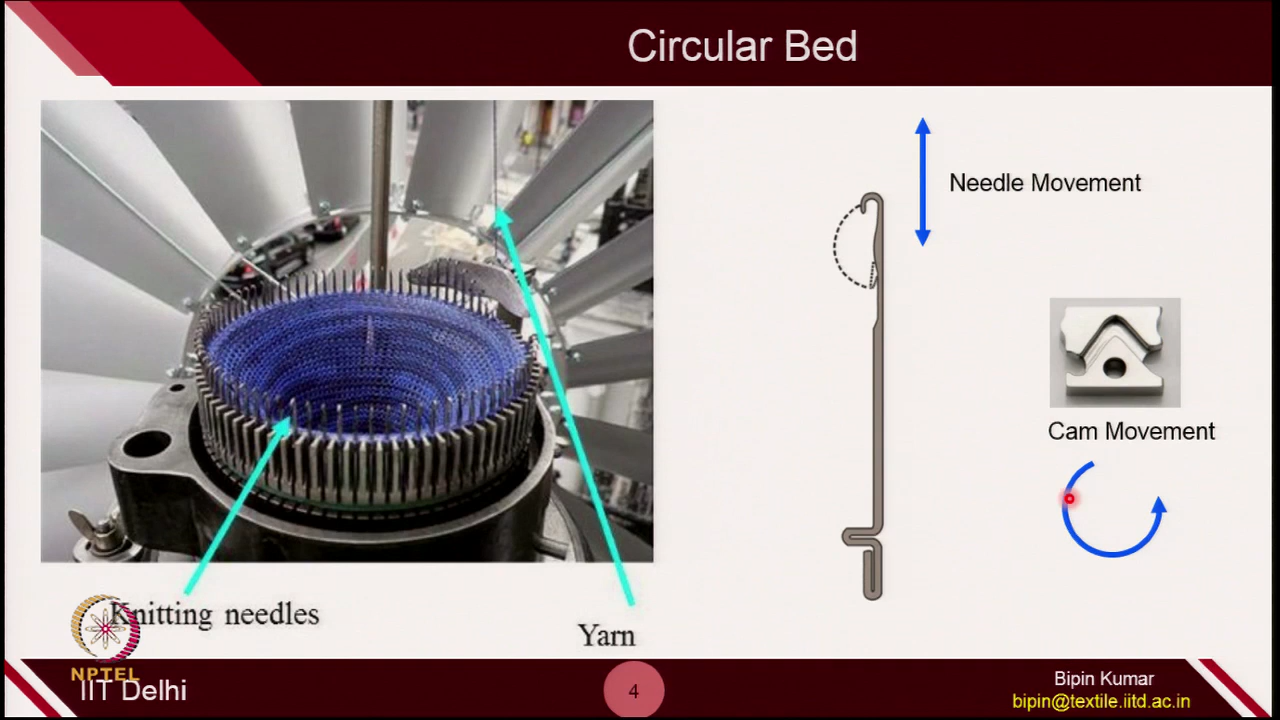 Circular Bed
Needle Movement
Cam Movement
Knitting needles
Yarn
NPTEL
IIT Delhi
4
Bipin Kumar
bipin@textile.iitd.ac.in